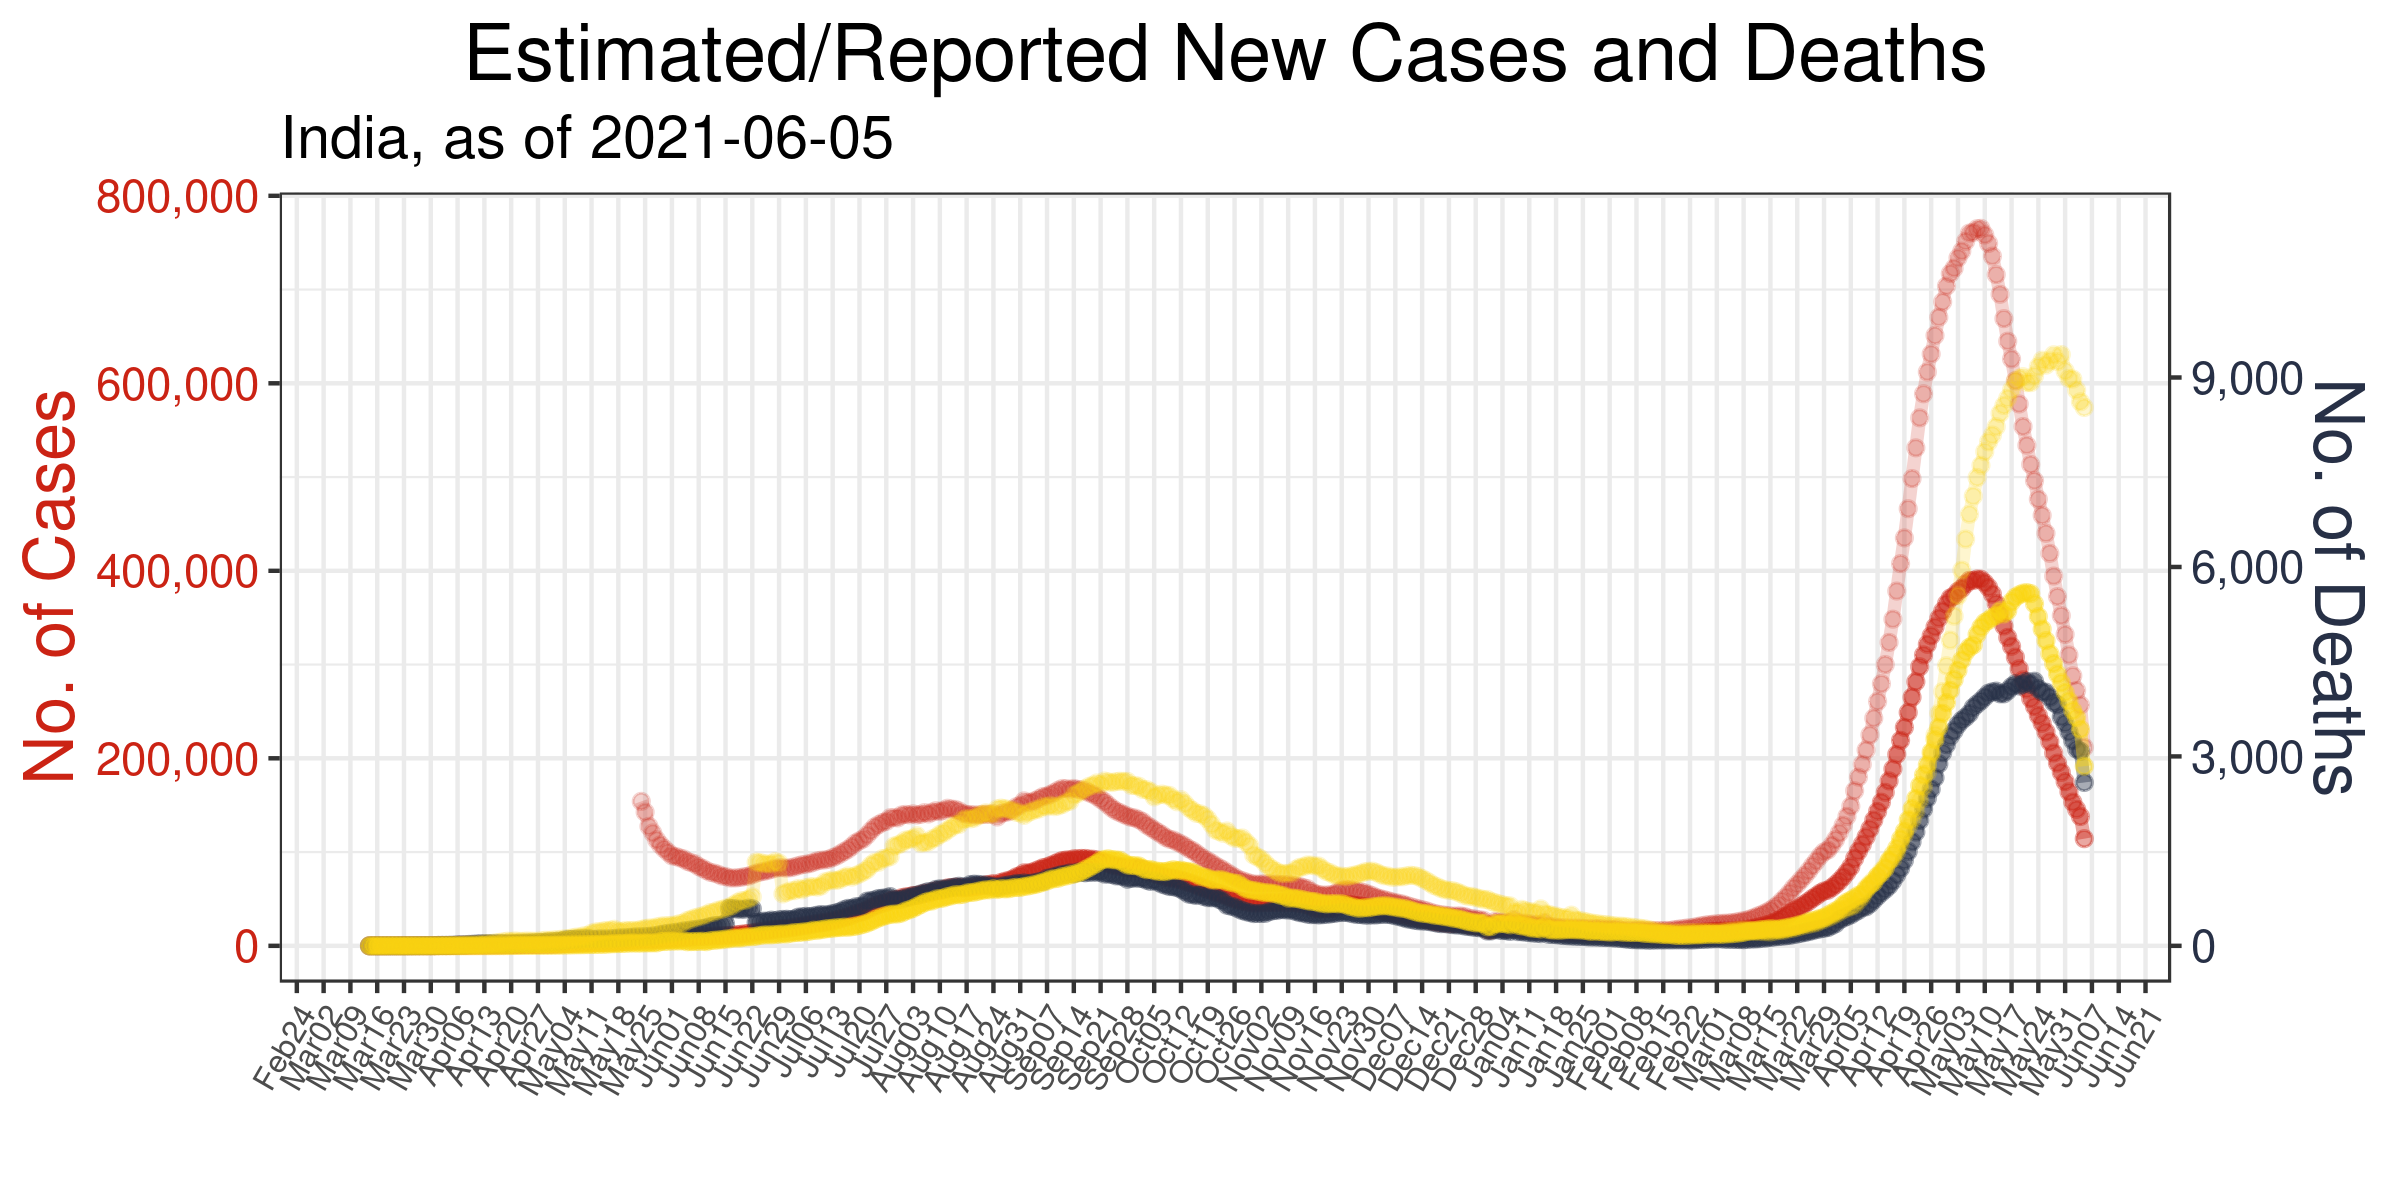 Estimated/Reported New Cases and Deaths
India, as of 2021-06-05
No. of Cases
800,000
600,000
400,000
200,000
0
9,000
6,000
3,000
0
No. of Deaths
Feb24
Mar02
Mar09
Mar16
Mar23
Mar30
Apr06
Apr13
Apr20
Apr27
May04
May11
May18
May25
Jun01
Jun08
Jun15
Jun22
Jun29
Jul06
Jul13
Jul20
Jul27
Aug03
Aug10
Aug17
Aug24
Aug31
Sep07
Sep14
Sep21
Sep28
Oct05
Oct12
Oct19
Oct26
Nov02
Nov09
Nov16
Nov23
Nov30
Dec07
Dec14
Dec21
Dec28
Jan04
Jan11
Jan18
Jan25
Feb01
Feb08
Feb15
Feb22
Mar01
Mar08
Mar15
Mar22
Mar29
Apr05
Apr12
Apr19
Apr26
May03
May10
May17
May24
May31
Jun07
Jun14
Jun21